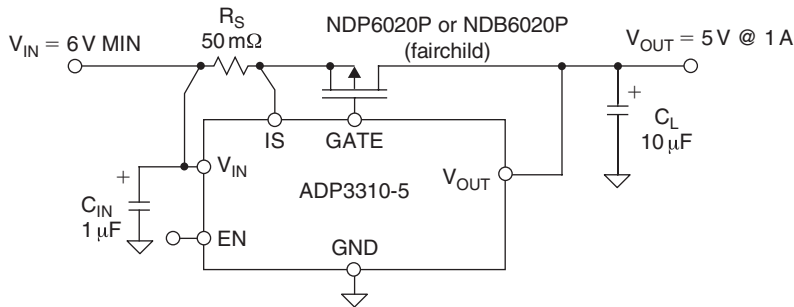 R_S
50 mΩ
NDP6020P or NDB6020P
(fairchild)
V_IN = 6 V MIN
V_OUT = 5 V @ 1 A
+
C_L
10 µF
IS
GATE
V_IN
V_OUT
ADP3310-5
+
C_IN
1 µF
EN
GND